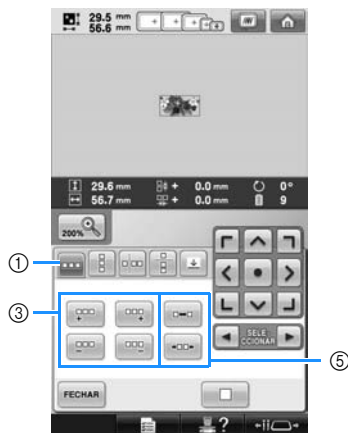 29.5 mm
56.6 mm
29.6 mm + 0.0 mm 0°
56.7 mm + 0.0 mm 9
200%
①
③
SELE-
CCIONAR
⑤
FECHAR
?